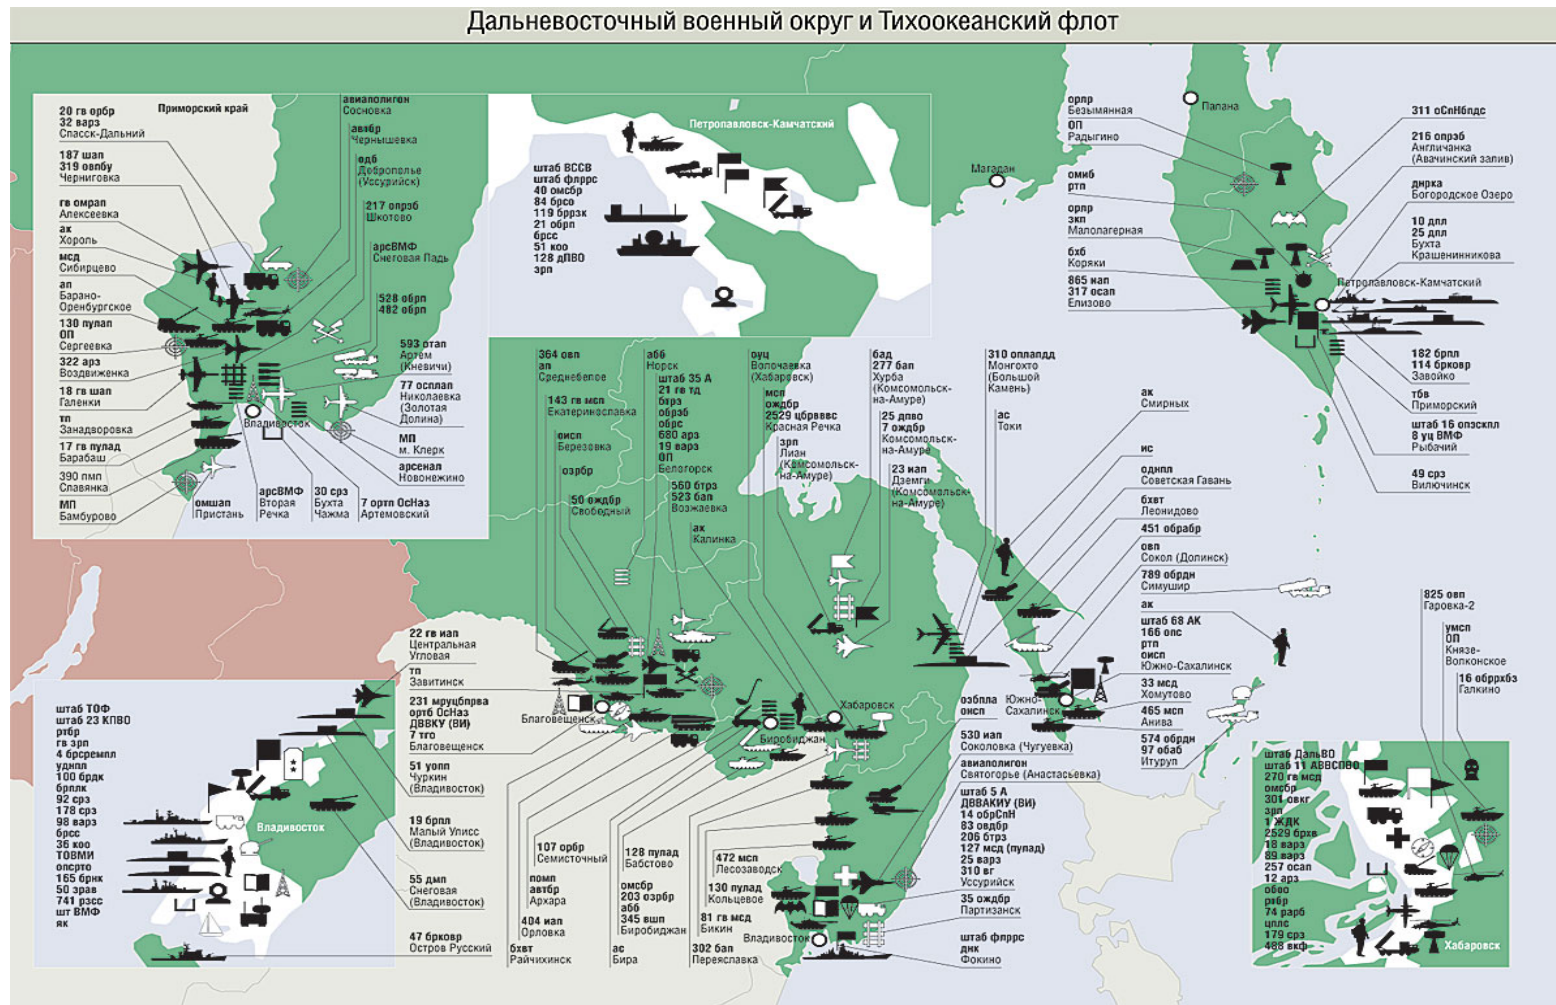 Дальневосточный военный округ и Тихоокеанский флот
Приморский край
20 гв орбр
32 варз
Спасск-Дальний
187 шап
319 овпбу
Черниговка
гв омрап
Алексеевка
ак
Хороль
мсд
Сибирцево
ап
Барано-
Оренбургское
130 пулап
ОП
Сергеевка
322 арз
Воздвиженка
18 гв шап
Галенки
тп
Занадворовка
17 гв пулад
Барабаш
390 пмп
Славянка
МП
Бамбурово
авиаполигон
Сосновка
автбр
Чернышевка
одб
Доброполье
(Уссурийск)
217 опрэб
Шкотово
арсВМФ
Снеговая Падь
528 обрп
482 обрп
593 отап
Артем
(Кневичи)
77 осплап
Николаевка
(Золотая
Долина)
МП
м. Клерк
арсенал
Новонежино
Владивосток
омшап
Пристань
арсВМФ
Вторая
Речка
30 срз
Бухта
Чажма
7 ортп ОсНаз
Артемовский
Петропавловск-Камчатский
штаб ВССВ
штаб флррс
40 омсбр
84 брсо
119 бррзк
21 обрп
брсс
51 коо
128 дПВО
зрп
Магадан
Палана
орлр
Безымянная
ОП
Радыгино
омиб
ртп
орлр
зкп
Малолагерная
бхб
Коряки
865 иап
317 осап
Елизово
311 оСпНбпдс
216 опрэб
Англичанка
(Авачинский залив)
днрка
Богородское Озеро
10 дпл
25 дпл
Бухта
Крашенинникова
Петропавловск-Камчатский
182 брпл
114 брковр
Завойко
тбв
Приморский
штаб 16 опэскпл
8 уц ВМФ
Рыбачий
49 срз
Вилючинск
364 овп
ап
Среднебелое
143 гв мсп
Екатеринославка
оисп
Березовка
озрбр
50 ождбр
Свободный
абб
Норск
штаб 35 А
21 гв тд
бтрз
обрэб
обрс
680 арз
19 варз
ОП
Белогорск
560 бтрз
523 бап
Возжаевка
ак
Калинка
оуц
Волочаевка
(Хабаровск)
мсп
ождбр
2529 цбрвввс
Красная Речка
зрп
Лиан
(Комсомольск-
на-Амуре)
бад
277 бап
Хурба
(Комсомольск-
на-Амуре)
25 дпво
7 ождбр
Комсомольск-
на-Амуре
23 иап
Дземги
(Комсомольск-
на-Амуре)
310 оплапдд
Монгохто
(Большой
Камень)
ас
Токи
ак
Смирных
ис
однпл
Советская Гавань
бхвт
Леонидово
451 обрабр
овп
Сокол (Долинск)
789 обрдн
Симушир
ак
штаб 68 АК
166 опс
ртп
оисп
Южно-Сахалинск
33 мсд
Хомутово
465 мсп
Анива
574 обрдн
97 обаб
Итуруп
Южно-
Сахалинск
825 овп
Гаровка-2
умсп
ОП
Князе-
Волконское
16 обррхбз
Галкино
22 гв иап
Центральная
Угловая
тп
Завитинск
231 мруцбпрва
ортб ОсНаз
ДВВКУ (ВИ)
7 тго
Благовещенск
51 уопп
Чуркин
(Владивосток)
19 брпл
Малый Улисс
(Владивосток)
55 дмп
Снеговая
(Владивосток)
47 брковр
Остров Русский
Благовещенск
Биробиджан
Хабаровск
штаб ТОФ
штаб 23 КПВО
ртбр
гв зрп
4 брсремпл
уднпл
100 брдк
брплк
92 срз
178 срз
98 варз
брсс
36 коо
ТОВМИ
опсрто
165 брнк
50 зрав
741 рзсс
шт ВМФ
як
Владивосток
107 орбр
Семисточный
помп
автбр
Архара
404 иап
Орловка
бхвт
Райчихинск
128 пулад
Бабстово
омсбр
203 озрбр
абб
345 вшп
Биробиджан
ас
Бира
472 мсп
Лесозаводск
130 пулад
Кольцевое
81 гв мсд
Бикин
302 бап
Переяславка
озбпла
онсп
530 иап
Соколовка (Чугуевка)
авиаполигон
Святогорье (Анастасьевка)
штаб 5 А
ДВВАКИУ (ВИ)
14 обрСпН
83 овдбр
206 бтрз
127 мсд (пулад)
25 варз
310 вг
Уссурийск
35 ождбр
Партизанск
штаб флррс
днк
Фокино
Владивосток
штаб ДальВО
штаб 11 АВВСПВО
270 гв мсд
омсбр
301 овкг
зрп
1 ЖДК
2529 брхв
18 варз
89 варз
257 осап
12 арз
обво
ртбр
74 рарб
цплс
179 срз
488 вкф
Хабаровск